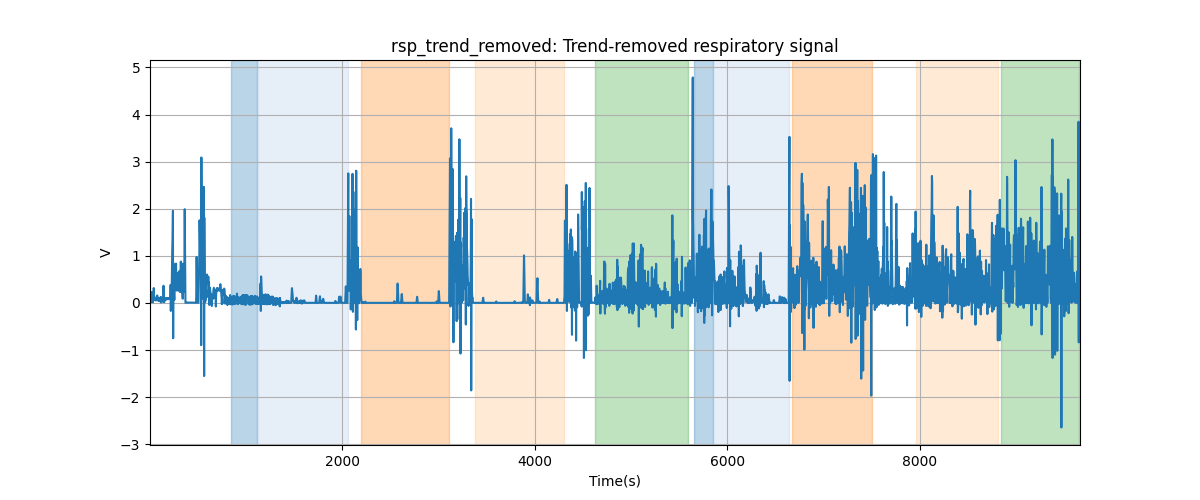 rsp_trend_removed: Trend-removed respiratory signal
5
4
3
2
1
0
−1
−2
−3
V
2000 4000 6000 8000
Time(s)